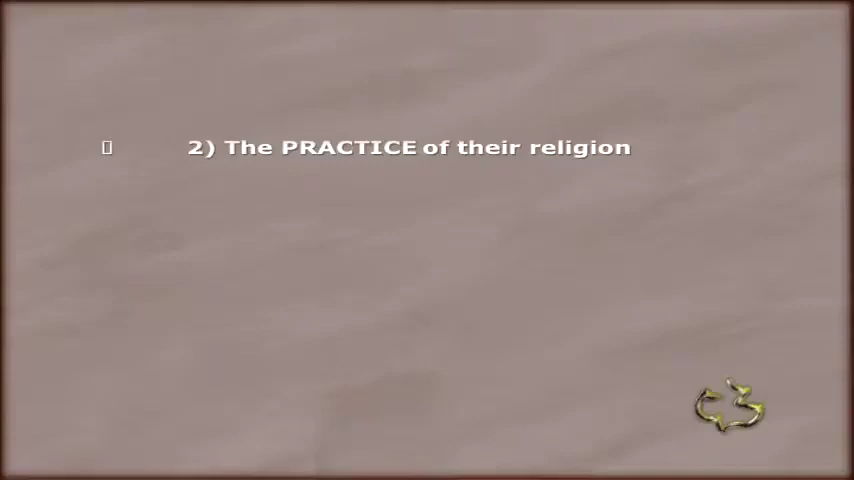 2) The PRACTICE of their religion